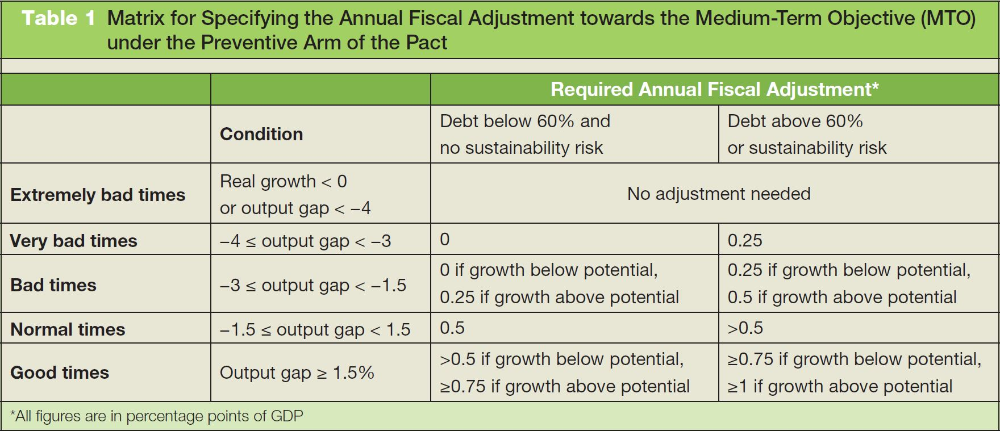 Table 1 Matrix for Specifying the Annual Fiscal Adjustment towards the Medium-Term Objective (MTO)
under the Preventive Arm of the Pact
Required Annual Fiscal Adjustment*
Condition
Debt below 60% and
no sustainability risk
Debt above 60%
or sustainability risk
Extremely bad times
Real growth < 0
or output gap < −4
No adjustment needed
Very bad times
−4 ≤ output gap < −3
0
0.25
Bad times
−3 ≤ output gap < −1.5
0 if growth below potential,
0.25 if growth above potential
0.25 if growth below potential,
0.5 if growth above potential
Normal times
−1.5 ≤ output gap < 1.5
0.5
>0.5
Good times
Output gap ≥ 1.5%
>0.5 if growth below potential,
≥0.75 if growth above potential
≥0.75 if growth below potential,
≥1 if growth above potential
*All figures are in percentage points of GDP